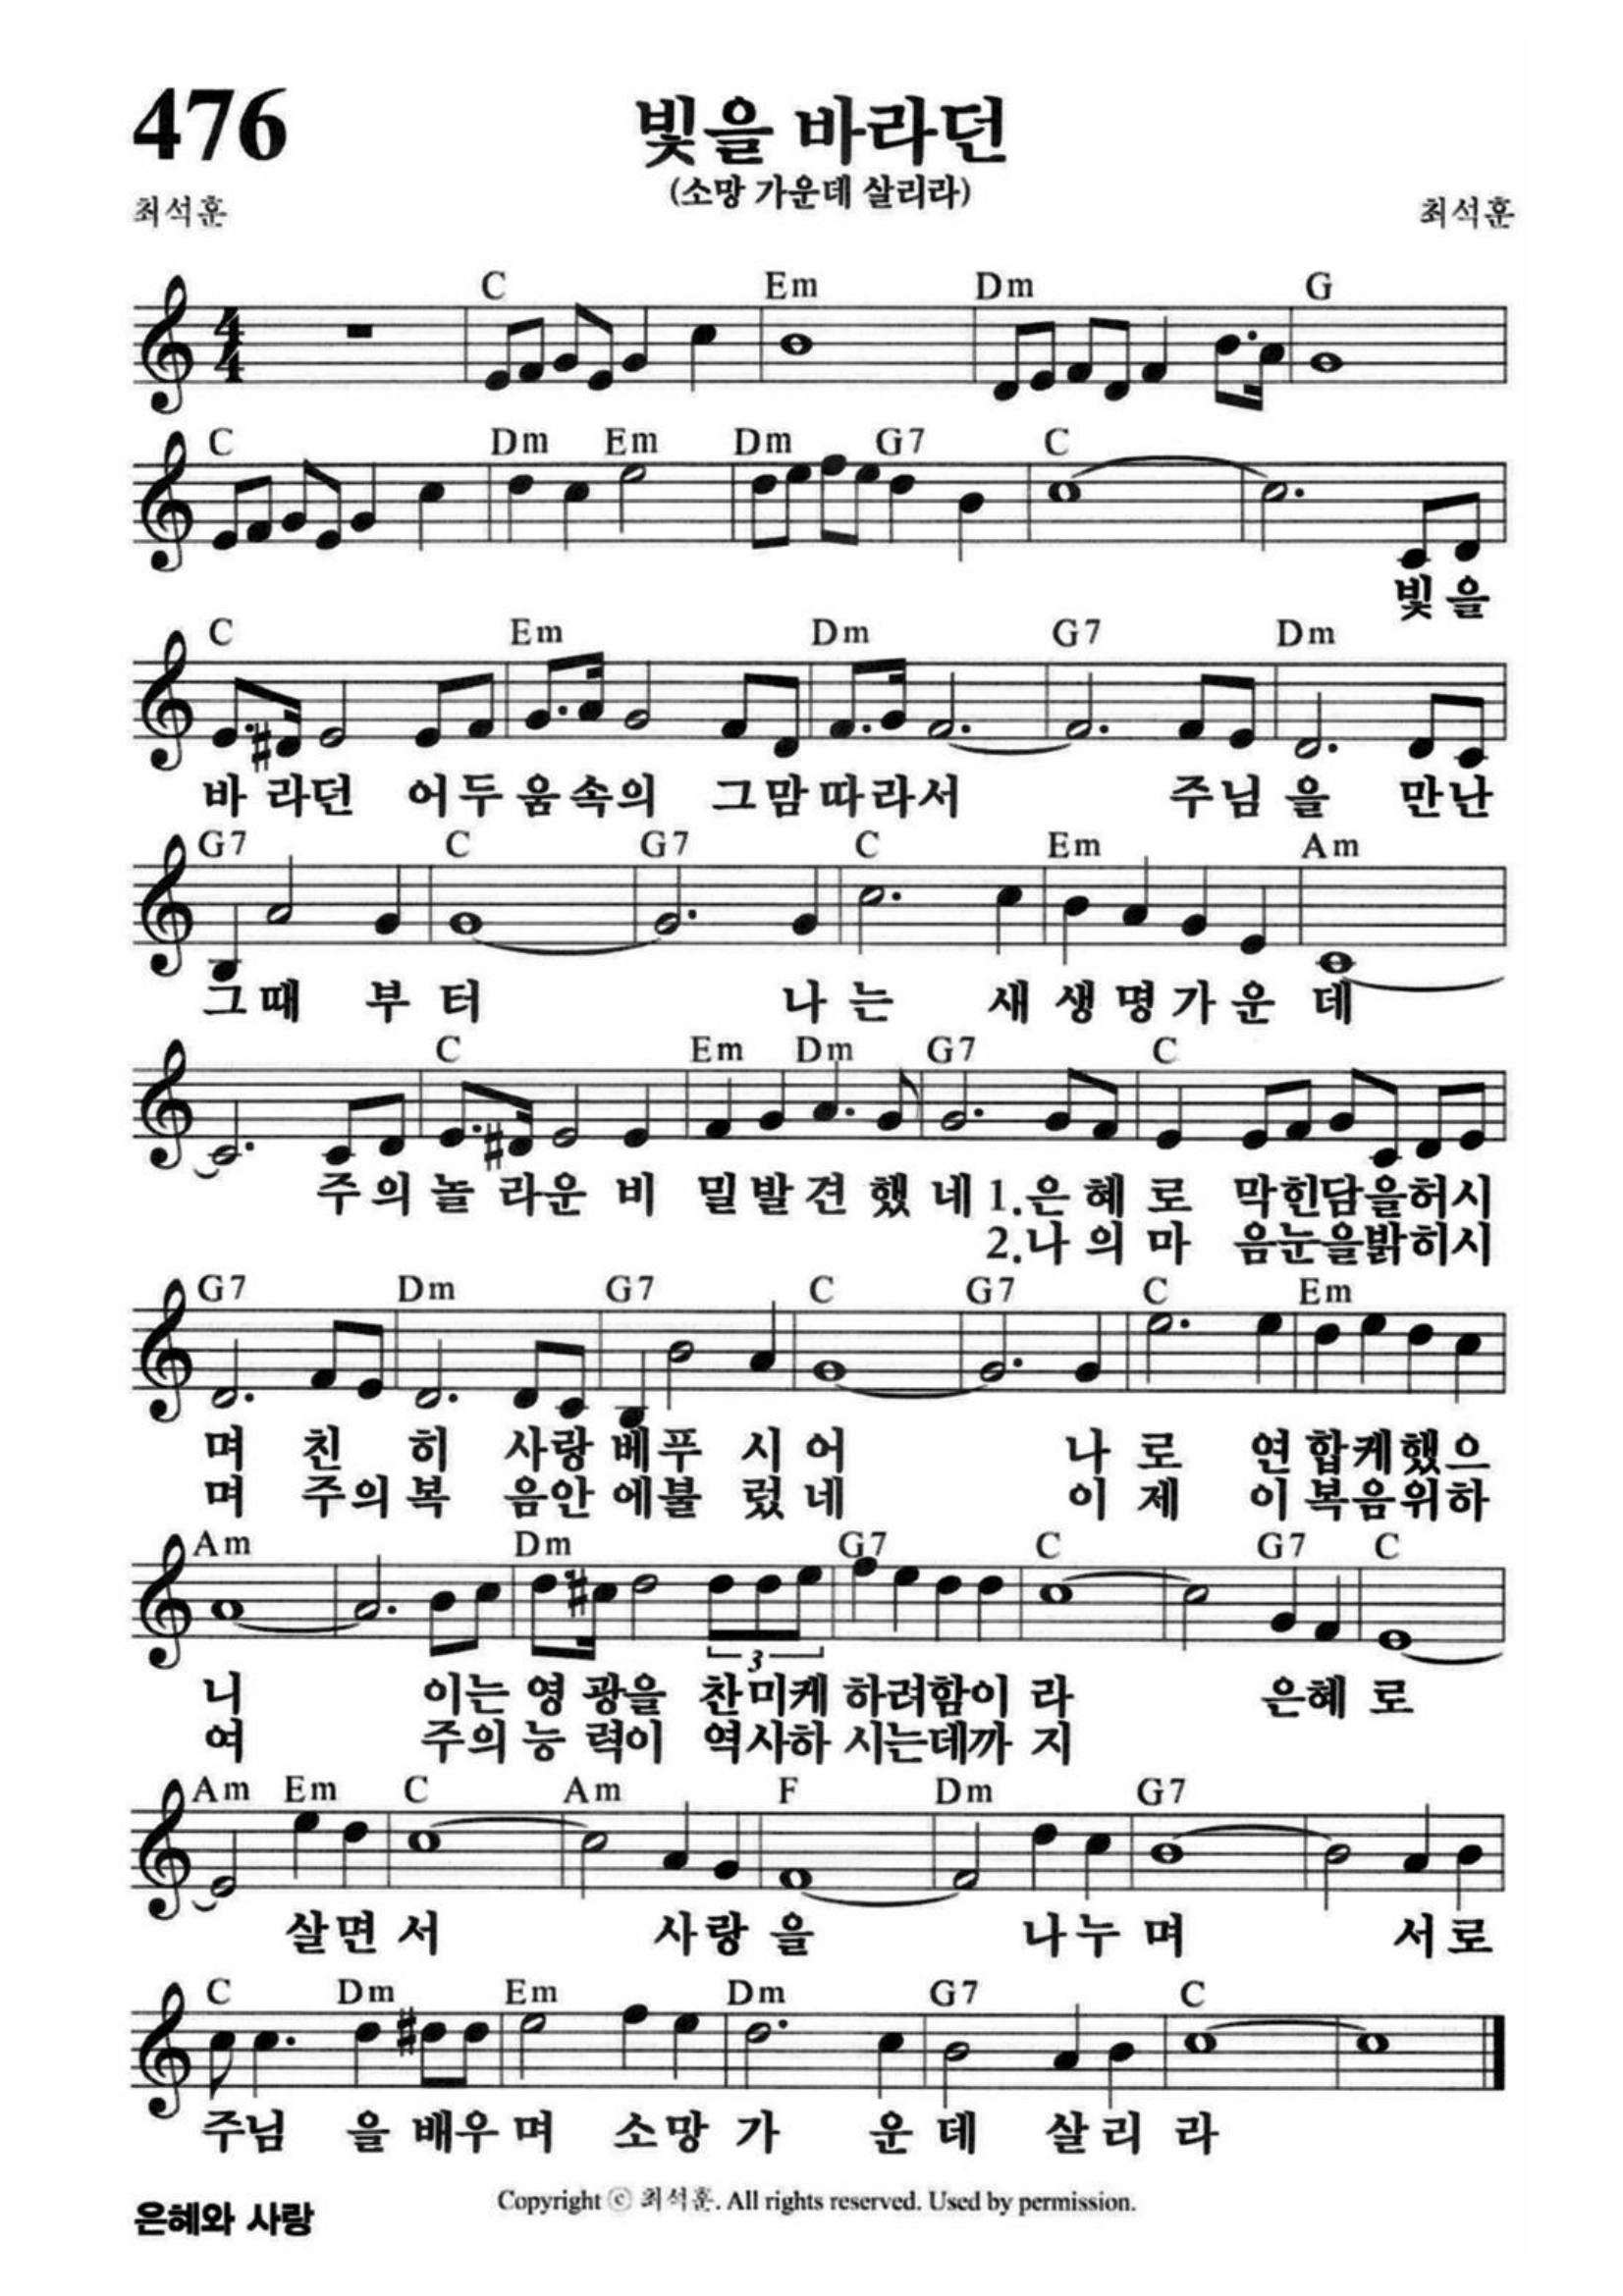 476
빛을 바라던
(소망 가운데 살리라)
최석훈 최석훈
C Em Dm G
C Dm Em Dm G7 C
빛을
C Em Dm G7 Dm
바 라던 어두움속의 그맘따라서 주님을 만난
G7 C G7 C Em Am
그때 부 터 나 는 새 생 명 가 운 데
C Em Dm G7 C
주의놀 라운 비 밀발견 했 네 1.은 혜 로 막힌담을허시
2.나 의 마 음눈을밝히시
G7 Dm G7 C G7 C Em
며 친 히 사랑베푸 시 어 나 로 연 합케했으
며 주의복 음안에불 렀 네 이 제 이 복음위하
Am Dm 3 G7 C G7 C
니 이는영 광을 찬미케 하려함이 라 은혜 로
여 주의능 력이 역사하 시는데까 지
Am Em C Am F Dm G7
살면 서 사랑 을 나누 며 서로
C Dm Em Dm G7 C
주님 을 배우 며 소망 가 운 데 살리 라
은혜와 사랑
Copyright ⓒ 최석훈. All rights reserved. Used by permission.